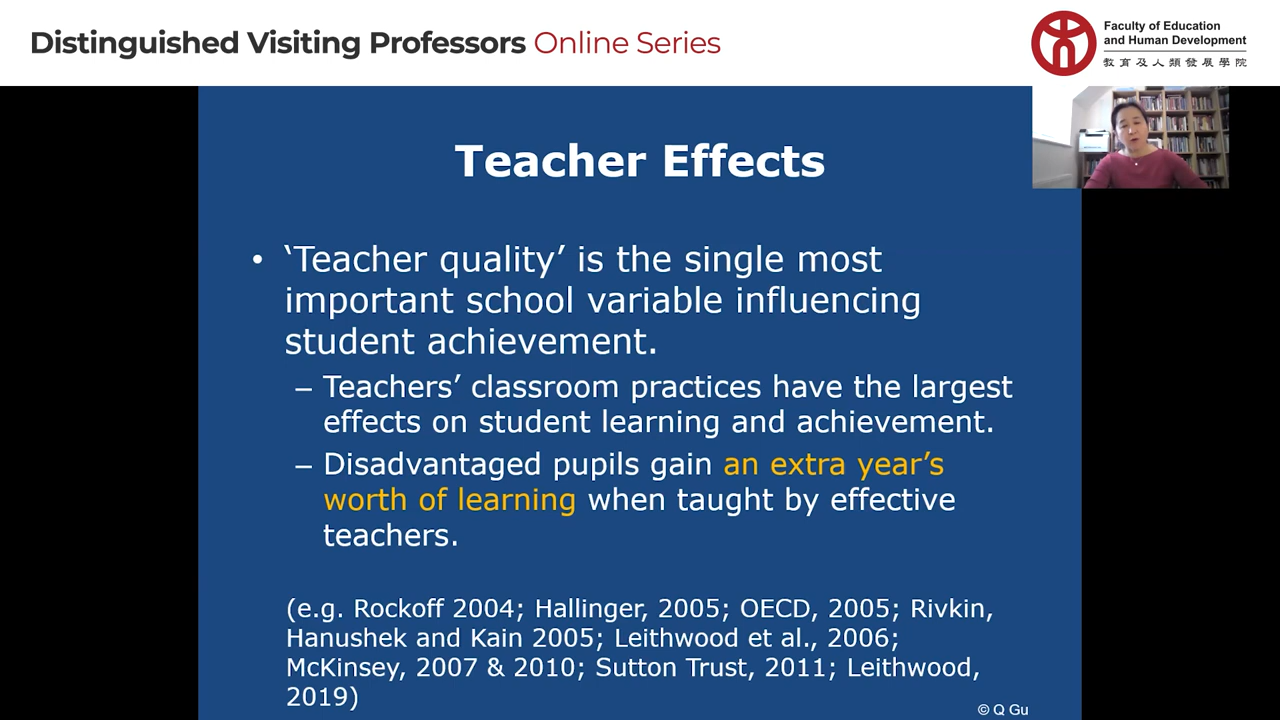 Distinguished Visiting Professors Online Series
Faculty of Education
and Human Development
教育及人類發展學院
Teacher Effects
• ‘Teacher quality’ is the single most
important school variable influencing
student achievement.
– Teachers’ classroom practices have the largest
effects on student learning and achievement.
– Disadvantaged pupils gain an extra year’s
worth of learning when taught by effective
teachers.
(e.g. Rockoff 2004; Hallinger, 2005; OECD, 2005; Rivkin,
Hanushek and Kain 2005; Leithwood et al., 2006;
McKinsey, 2007 & 2010; Sutton Trust, 2011; Leithwood,
2019)
© Q Gu